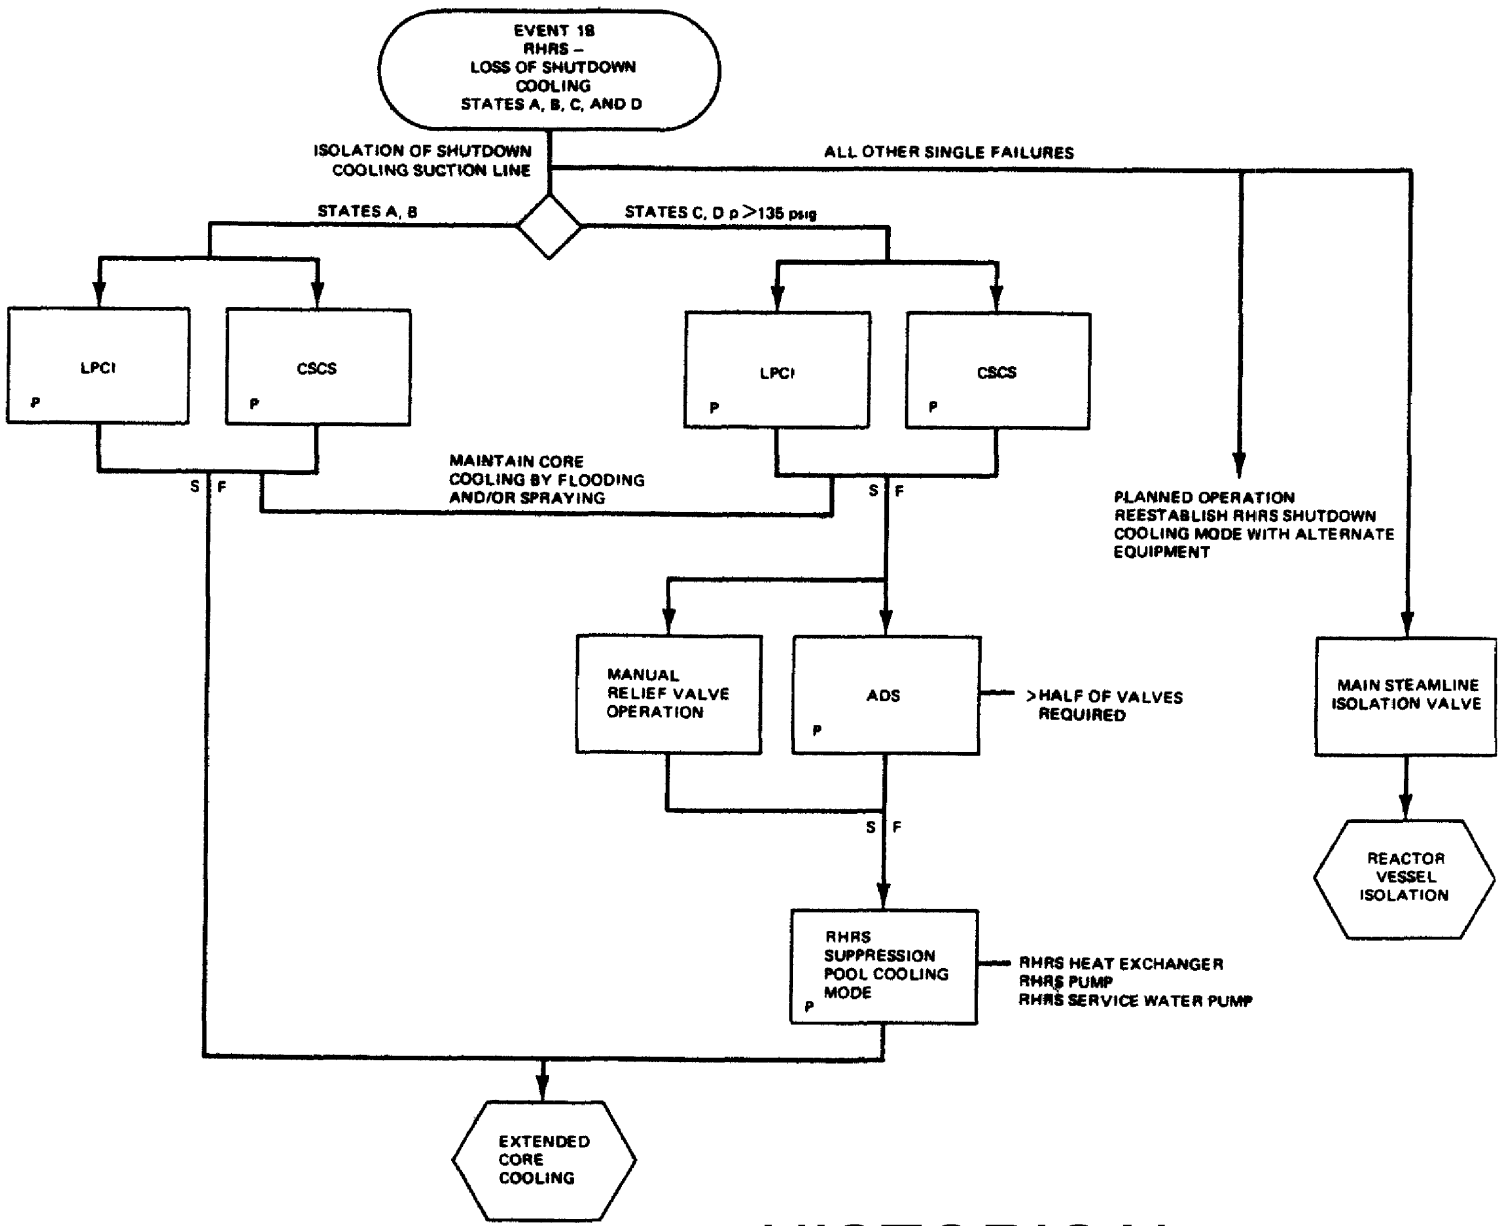 EVENT 18
RHRS –
LOSS OF SHUTDOWN
COOLING
STATES A, B, C, AND D
ISOLATION OF SHUTDOWN
COOLING SUCTION LINE
ALL OTHER SINGLE FAILURES
STATES A, B
STATES C, D p >135 psig
LPCI
P
CSCS
P
LPCI
P
CSCS
P
S F
MAINTAIN CORE
COOLING BY FLOODING
AND/OR SPRAYING
S F
PLANNED OPERATION
REESTABLISH RHRS SHUTDOWN
COOLING MODE WITH ALTERNATE
EQUIPMENT
MANUAL
RELIEF VALVE
OPERATION
ADS
P
>HALF OF VALVES
REQUIRED
MAIN STEAMLINE
ISOLATION VALVE
S F
REACTOR
VESSEL
ISOLATION
RHRS
SUPPRESSION
POOL COOLING
MODE
P
RHRS HEAT EXCHANGER
RHRS PUMP
RHRS SERVICE WATER PUMP
EXTENDED
CORE
COOLING